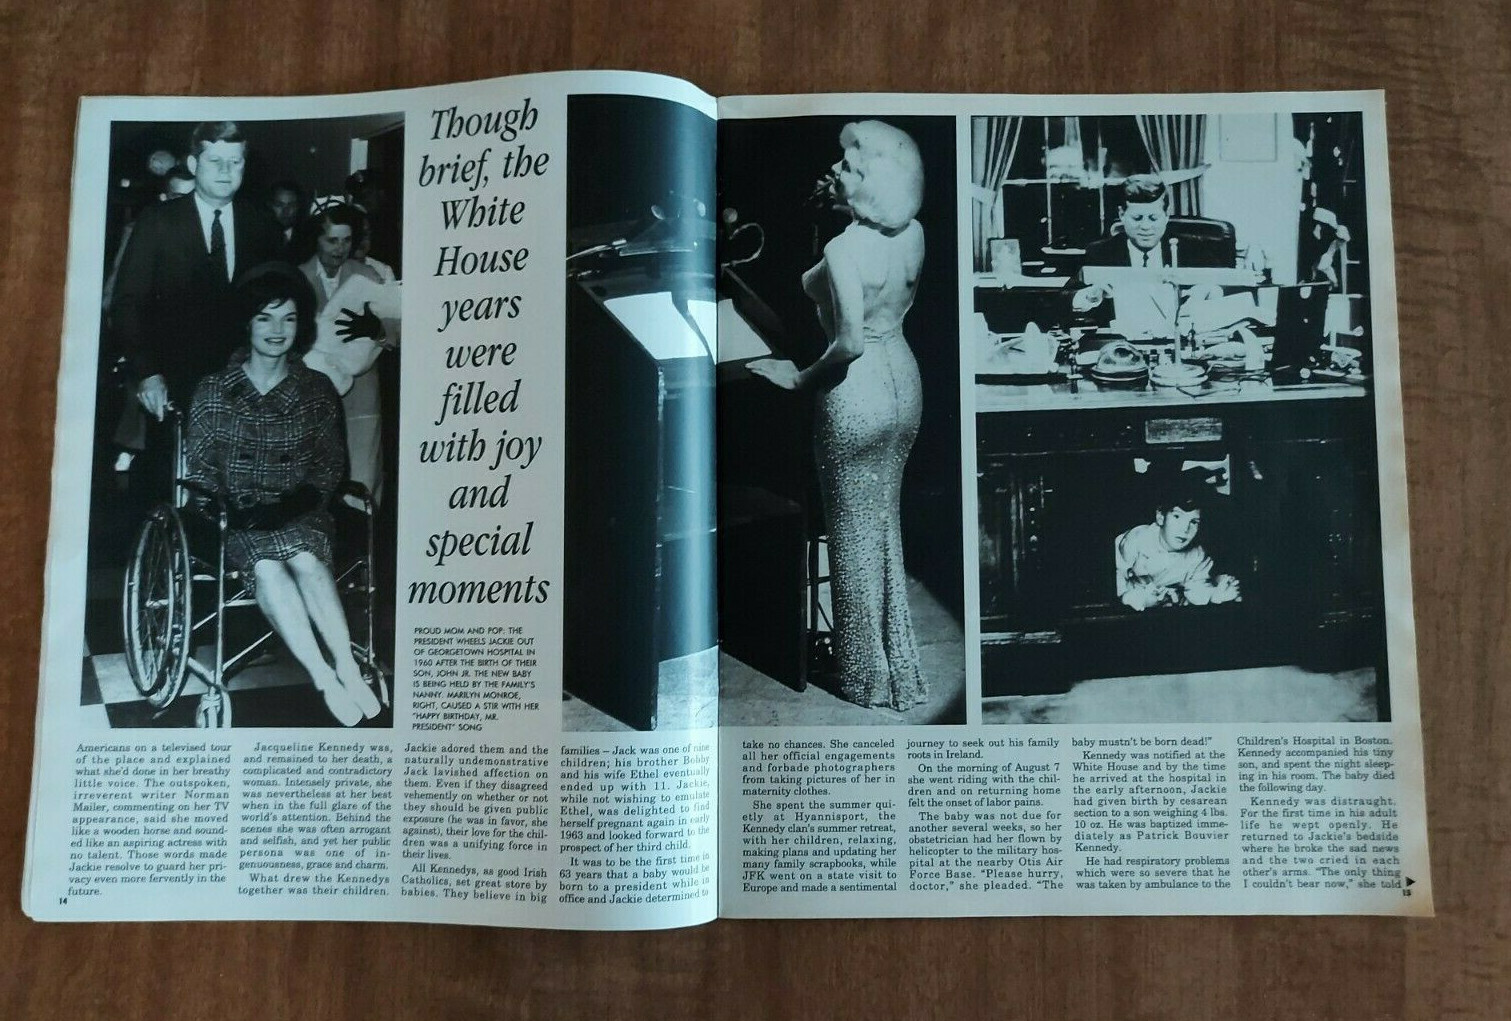 Though
brief, the
White
House
years
were
filled
with joy
and
special
moments
PROUD MOM AND POP: THE
PRESIDENT WHEELS JACKIE OUT
OF GEORGETOWN HOSPITAL IN
1960 AFTER THE BIRTH OF THEIR
SON, JOHN JR. THE NEW BABY
IS BEING HELD BY THE FAMILY'S
NANNY. MARILYN MONROE,
RIGHT, CAUSED A STIR WITH HER
"HAPPY BIRTHDAY, MR.
PRESIDENT" SONG
Americans on a televised tour
of the place and explained
what she'd done in her breathy
little voice. The outspoken,
irreverent writer Norman
Mailer, commenting on her TV
appearance, said she moved
like a wooden horse and sound-
ed like an aspiring actress with
no talent. Those words made
Jackie resolve to guard her pri-
vacy even more fervently in the
future.
Jacqueline Kennedy was,
and remained to her death, a
complicated and contradictory
woman. Intensely private, she
was nevertheless at her best
when in the full glare of the
world's attention. Behind the
scenes she was often arrogant
and selfish, and yet her public
persona was one of in-
geniousness, grace and charm.
What drew the Kennedys
together was their children.
Jackie adored them and the
naturally undemonstrative
Jack lavished affection on
them. Even if they disagreed
vehemently on whether or not
they should be given public
exposure (he was in favor, she
against), their love for the chil-
dren was a unifying force in
their lives.
All Kennedys, as good Irish
Catholics, set great store by
babies. They believe in big
families – Jack was one of nine
children; his brother Bobby
and his wife Ethel eventually
ended up with 11. Jackie,
while not wishing to emulate
Ethel, was delighted to find
herself pregnant again in early
1963 and looked forward to the
prospect of her third child.
It was to be the first time in
63 years that a baby would be
born to a president while in
office and Jackie determined to
14
take no chances. She canceled
all her official engagements
and forbade photographers
from taking pictures of her in
maternity clothes.
She spent the summer qui-
etly at Hyannisport, the
Kennedy clan's summer retreat,
with her children, relaxing,
making plans and updating her
many family scrapbooks, while
JFK went on a state visit to
Europe and made a sentimental
journey to seek out his family
roots in Ireland.
On the morning of August 7
she went riding with the chil-
dren and on returning home
felt the onset of labor pains.
The baby was not due for
another several weeks, so her
obstetrician had her flown by
helicopter to the military hos-
pital at the nearby Otis Air
Force Base. "Please hurry,
doctor," she pleaded. "The
baby mustn't be born dead!"
Kennedy was notified at the
White House and by the time
he arrived at the hospital in
the early afternoon, Jackie
had given birth by cesarean
section to a son weighing 4 lbs.
10 oz. He was baptized imme-
diately as Patrick Bouvier
Kennedy.
He had respiratory problems
which were so severe that he
was taken by ambulance to the
Children's Hospital in Boston.
Kennedy accompanied his tiny
son, and spent the night sleep-
ing in his room. The baby died
the following day.
Kennedy was distraught.
For the first time in his adult
life he wept openly. He
returned to Jackie's bedside
where he broke the sad news
and the two cried in each
other's arms. "The only thing
I couldn't bear now," she told
15